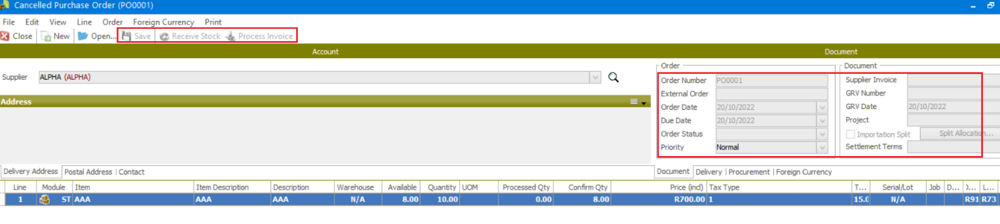 Cancelled Purchase Order (PO0001)
File Edit View Line Order Foreign Currency Print
Close New Open... Save Receive Stock Process Invoice
Account Document
Supplier ALPHA (ALPHA)
Address
Order
Order Number PO0001
External Order
Order Date 20/10/2022
Due Date 20/10/2022
Order Status
Priority Normal
Document
Supplier Invoice
GRV Number
GRV Date 20/10/2022
Project
Importation Split Split Allocation...
Settlement Terms
Delivery Address Postal Address Contact
Document Delivery Procurement Foreign Currency
Line Module Item Item Description Description Warehouse Available Quantity UOM Processed Qty Confirm Qty Price (incl) Tax Type T... Serial/Lot Job D... L...
1 ST AAA AAA AAA N/A 8.00 10.00 0.00 8.00 R700.00 1 15.0 N/A R91 R73